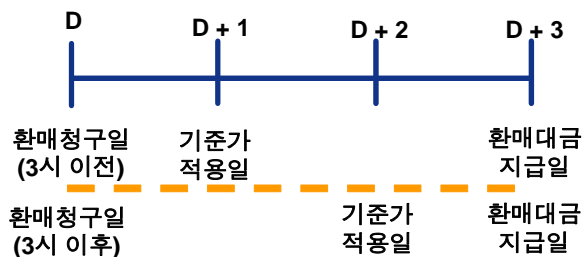 D
D + 1
D + 2
D + 3
환매청구일
(3시 이전)
기준가
적용일
환매대금
지급일
환매청구일
(3시 이후)
기준가
적용일
환매대금
지급일